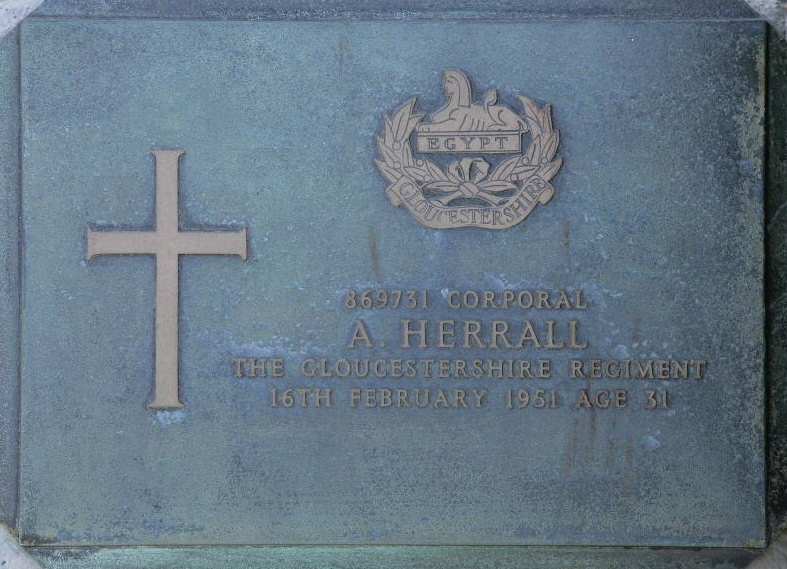 EGYPT
GLOUCESTERSHIRE
869731 CORPORAL
A. HERRALL
THE GLOUCESTERSHIRE REGIMENT
16TH FEBRUARY 1951 AGE 31